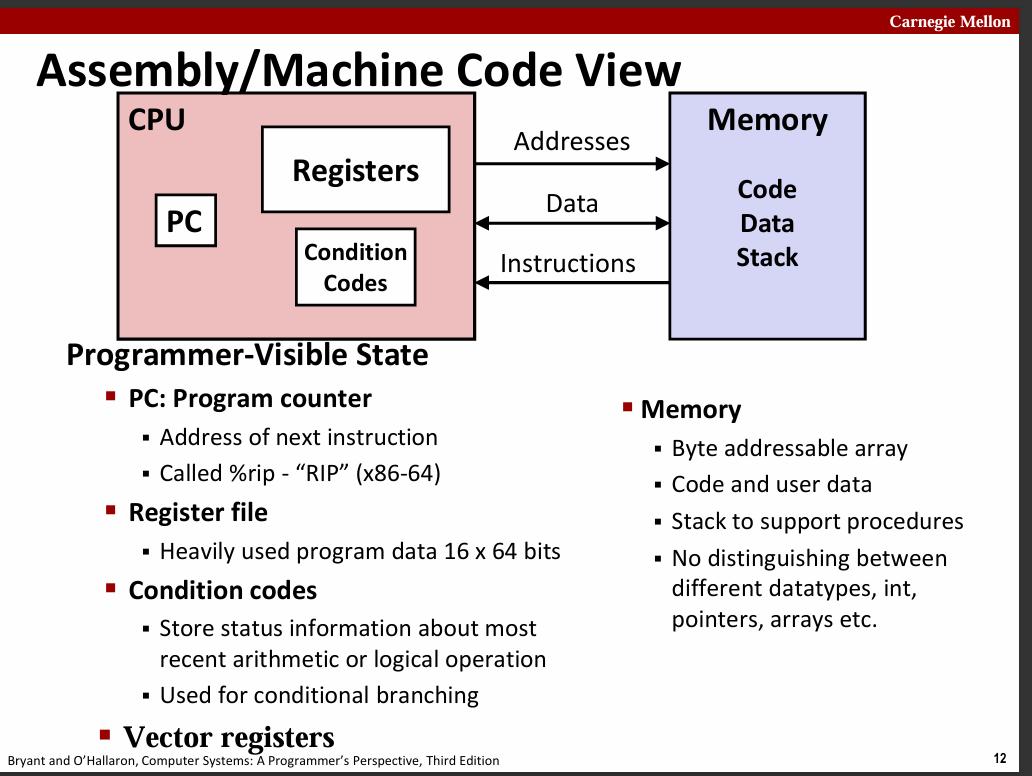 Carnegie Mellon
Assembly/Machine Code View
CPU
Registers
PC
Condition
Codes
Addresses
Data
Instructions
Memory
Code
Data
Stack
Programmer-Visible State
▪ PC: Program counter
▪ Address of next instruction
▪ Called %rip - “RIP” (x86-64)
▪ Register file
▪ Heavily used program data 16 x 64 bits
▪ Condition codes
▪ Store status information about most
recent arithmetic or logical operation
▪ Used for conditional branching
▪ Vector registers
▪ Memory
▪ Byte addressable array
▪ Code and user data
▪ Stack to support procedures
▪ No distinguishing between
different datatypes, int,
pointers, arrays etc.
Bryant and O’Hallaron, Computer Systems: A Programmer’s Perspective, Third Edition
12